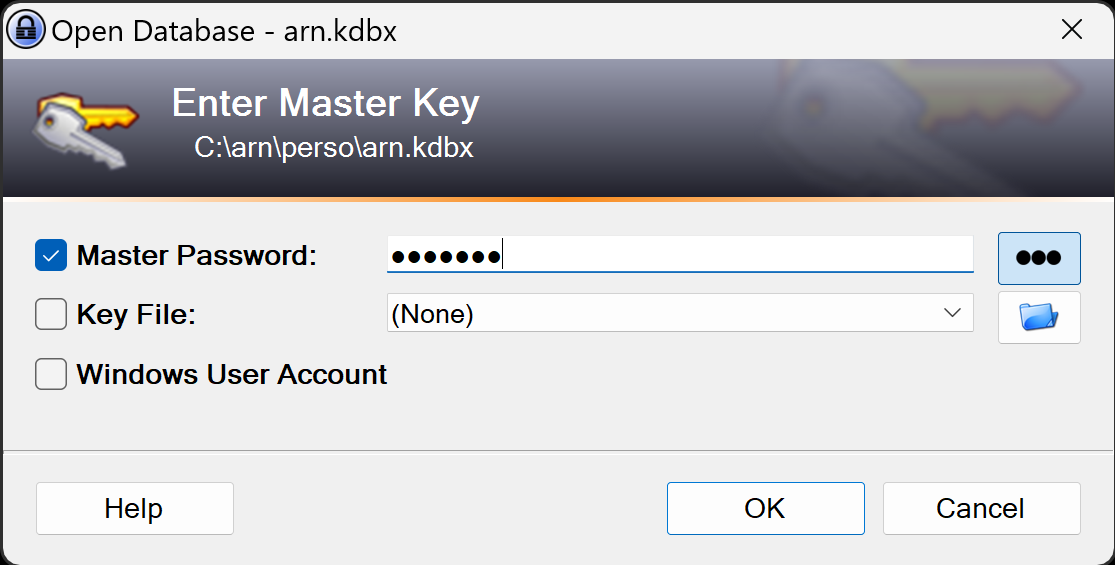 Open Database - arn.kdbx
Enter Master Key
C:\arn\perso\arn.kdbx
Master Password: ●●●●●●● ●●●
Key File: (None)
Windows User Account
Help OK Cancel